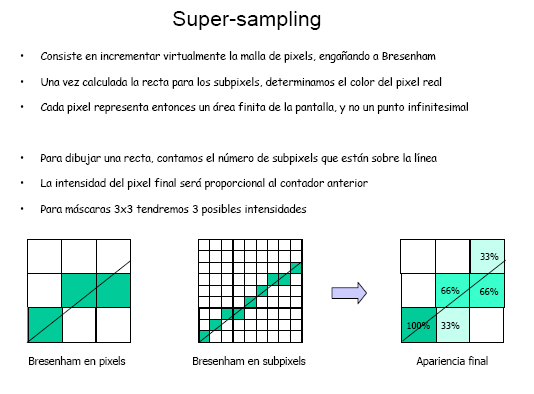 Super-sampling
• Consiste en incrementar virtualmente la malla de pixels, engañando a Bresenham
• Una vez calculada la recta para los subpixels, determinamos el color del pixel real
• Cada pixel representa entonces un área finita de la pantalla, y no un punto infinitesimal
• Para dibujar una recta, contamos el número de subpixels que están sobre la línea
• La intensidad del pixel final será proporcional al contador anterior
• Para máscaras 3x3 tendremos 3 posibles intensidades
33%
66% 66%
100% 33%
Bresenham en pixels
Bresenham en subpixels
Apariencia final